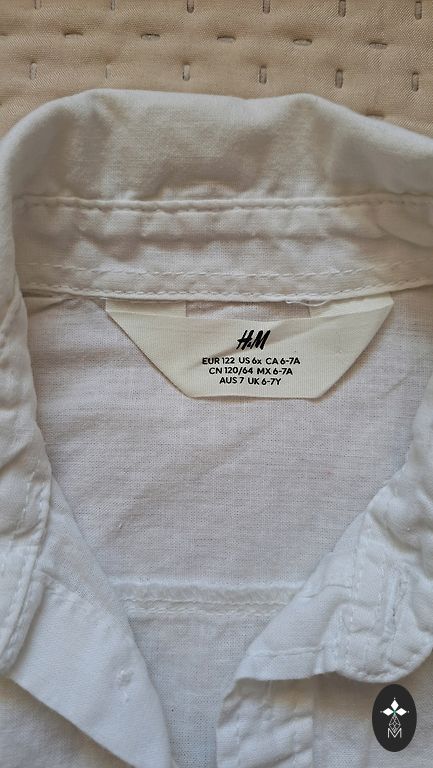 H&M
EUR 122 US 6x CA 6-7A
CN 120/64 MX 6-7A
AUS 7 UK 6-7Y
M